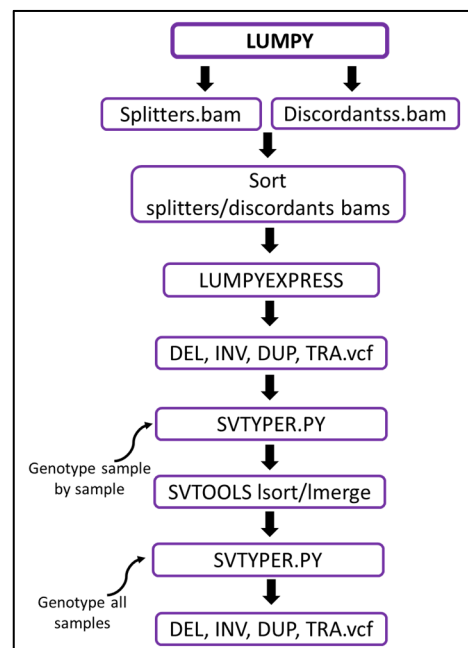 LUMPY
Splitters.bam
Discordantss.bam
Sort
splitters/discordants bams
LUMPYEXPRESS
DEL, INV, DUP, TRA.vcf
SVTYPER.PY
Genotype sample
by sample
SVTOOLS lsort/lmerge
SVTYPER.PY
Genotype all
samples
DEL, INV, DUP, TRA.vcf